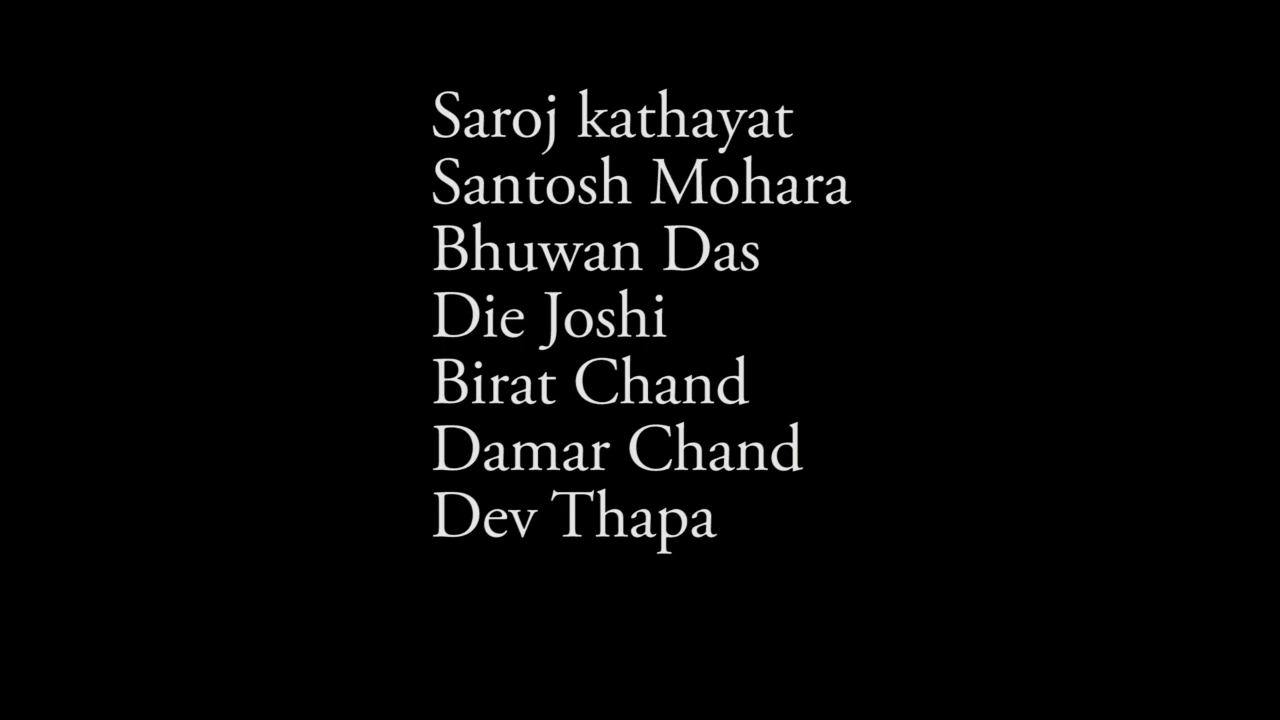 Saroj kathayat
Santosh Mohara
Bhuwan Das
Die Joshi
Birat Chand
Damar Chand
Dev Thapa